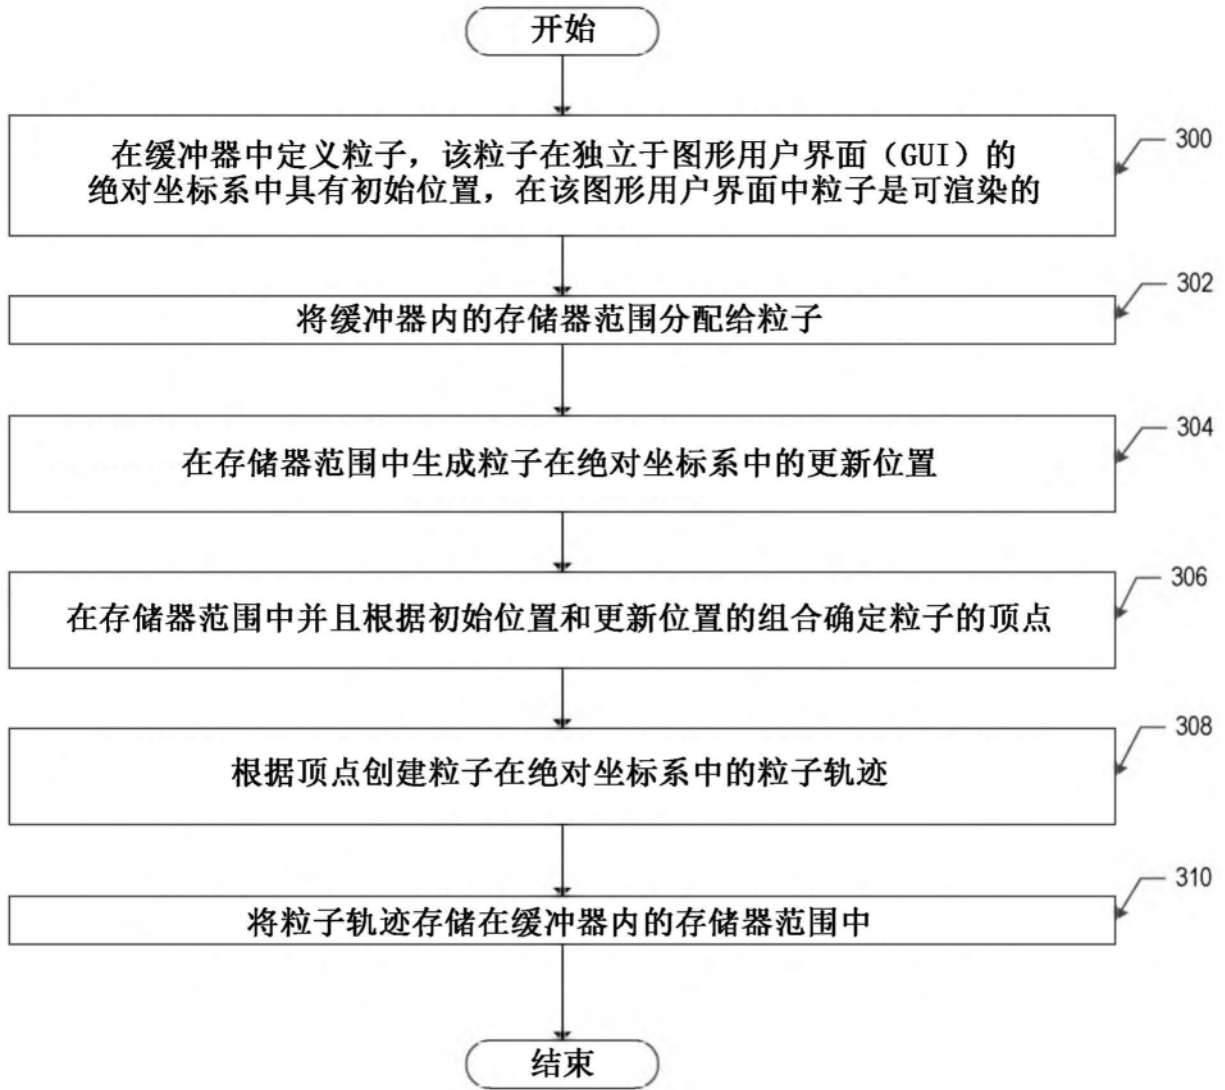 开始
在缓冲器中定义粒子，该粒子在独立于图形用户界面（GUI）的
绝对坐标系中具有初始位置，在该图形用户界面中粒子是可渲染的
300
将缓冲器内的存储器范围分配给粒子
302
在存储器范围中生成粒子在绝对坐标系中的更新位置
304
在存储器范围中并且根据初始位置和更新位置的组合确定粒子的顶点
306
根据顶点创建粒子在绝对坐标系中的粒子轨迹
308
将粒子轨迹存储在缓冲器内的存储器范围中
310
结束